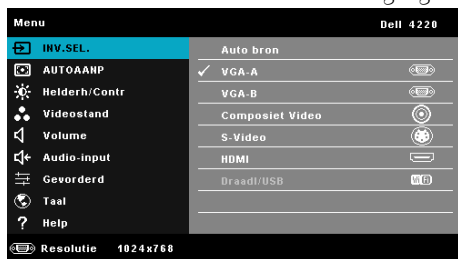 Menu Dell 4220
INV.SEL. Auto bron
AUTOAANP VGA-A
Helderh/Contr VGA-B
Videostand Composiet Video
Volume S-Video
Audio-input HDMI
Gevorderd Draadl/USB WiFi
Taal
? Help
Resolutie 1024x768